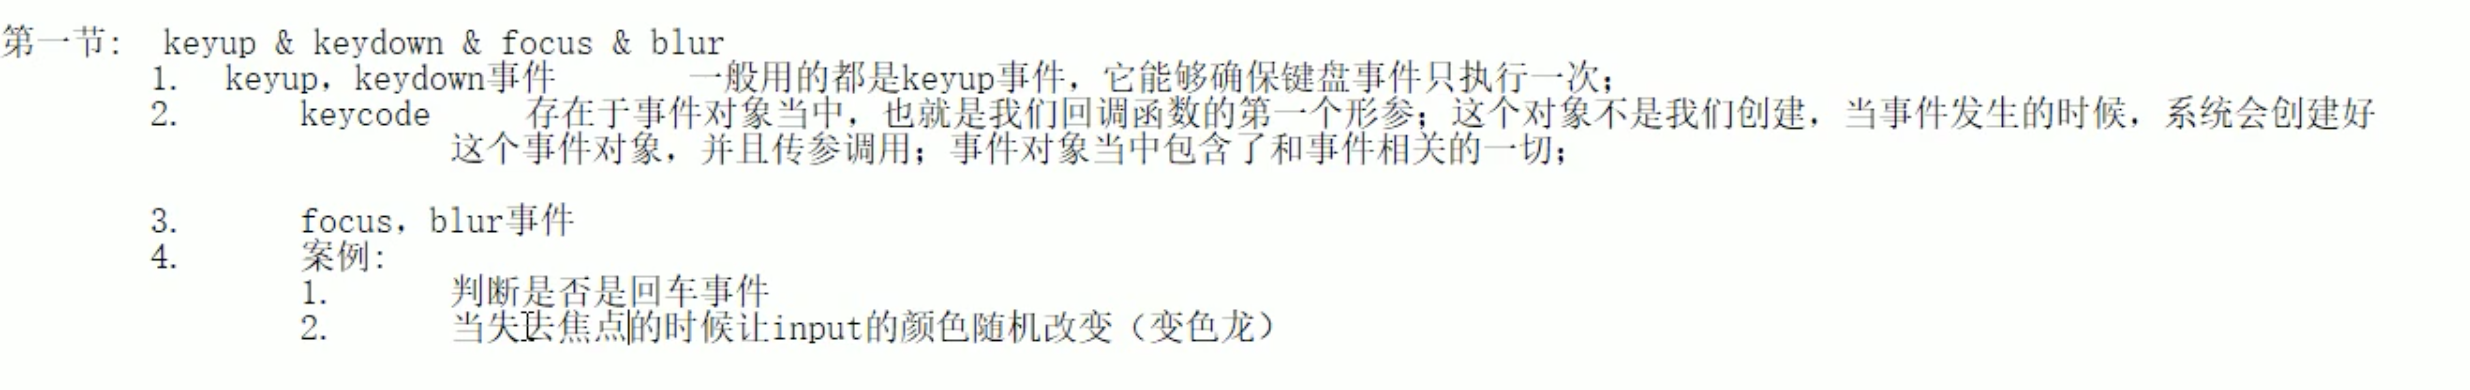 第一节: keyup & keydown & focus & blur
1. keyup，keydown事件 一般用的都是keyup事件，它能够确保键盘事件只执行一次；
2. keycode 存在于事件对象当中，也就是我们回调函数的第一个形参；这个对象不是我们创建，当事件发生的时候，系统会创建好
这个事件对象，并且传参调用；事件对象当中包含了和事件相关的一切；
3. focus，blur事件
4. 案例:
1. 判断是否是回车事件
2. 当失去焦点的时候让input的颜色随机改变（变色龙）